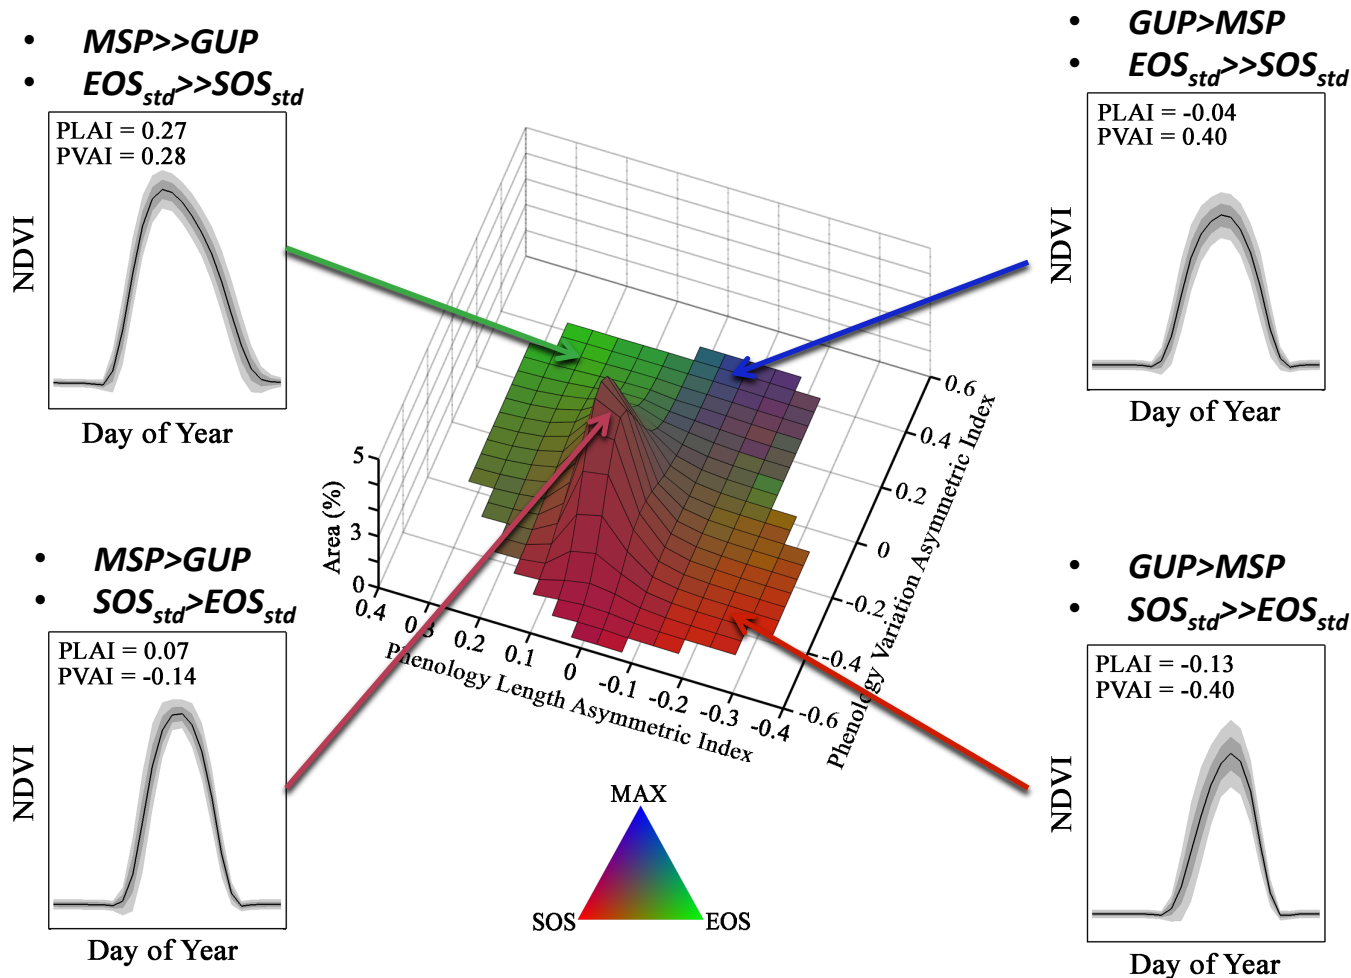 • MSP>>GUP
• EOSstd>>SOSstd
PLAI = 0.27
PVAI = 0.28
NDVI
Day of Year
• GUP>MSP
• EOSstd>>SOSstd
PLAI = -0.04
PVAI = 0.40
NDVI
Day of Year
5
3
0
Area (%)
0.4
0.3
0.2
0.1
0
-0.1
-0.2
-0.3
-0.4
Phenology Length Asymmetric Index
0.6
0.4
0.2
0
-0.2
-0.4
-0.6
Phenology Variation Asymmetric Index
• MSP>GUP
• SOSstd>EOSstd
PLAI = 0.07
PVAI = -0.14
NDVI
Day of Year
• GUP>MSP
• SOSstd>>EOSstd
PLAI = -0.13
PVAI = -0.40
NDVI
Day of Year
MAX
SOS
EOS